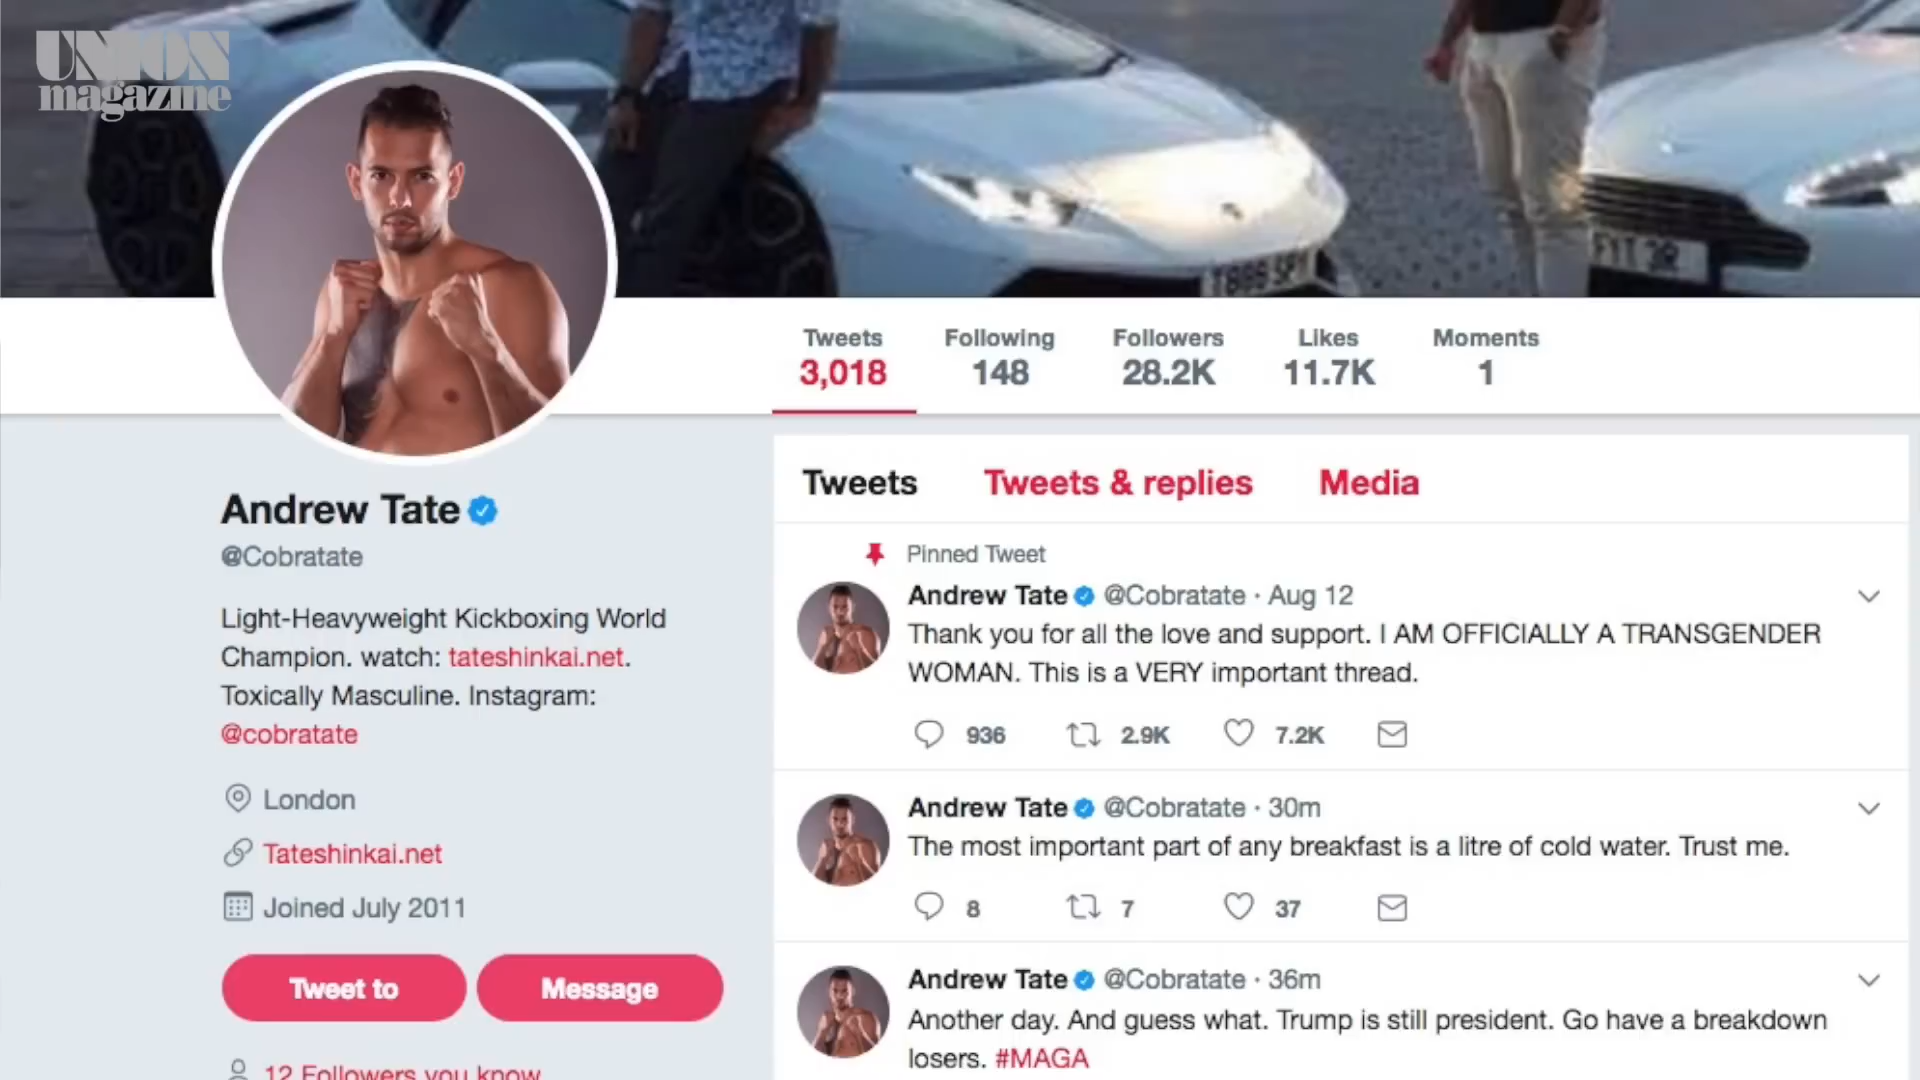 UNION
magazine
Tweets Following Followers Likes Moments
3,018 148 28.2K 11.7K 1
Andrew Tate
@Cobratate
Light-Heavyweight Kickboxing World
Champion. watch: tateshinkai.net.
Toxically Masculine. Instagram:
@cobratate
London
Tateshinkai.net
Joined July 2011
Tweet to Message
12 Followers you know
Tweets Tweets & replies Media
Pinned Tweet
Andrew Tate @Cobratate · Aug 12
Thank you for all the love and support. I AM OFFICIALLY A TRANSGENDER
WOMAN. This is a VERY important thread.
936 2.9K 7.2K
Andrew Tate @Cobratate · 30m
The most important part of any breakfast is a litre of cold water. Trust me.
8 7 37
Andrew Tate @Cobratate · 36m
Another day. And guess what. Trump is still president. Go have a breakdown
losers. #MAGA